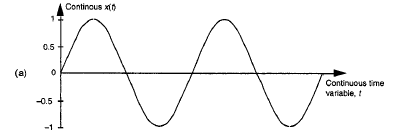 Continous x(t)
1
0.5
(a)
0
-0.5
-1
Continuous time
variable, t